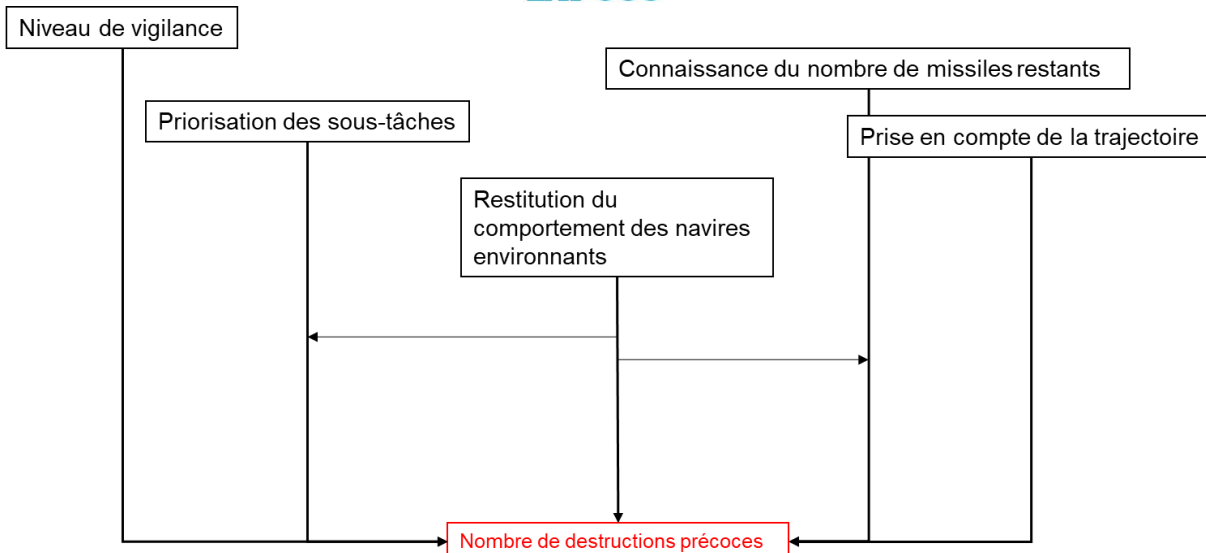 Niveau de vigilance
Connaissance du nombre de missiles restants
Priorisation des sous-tâches
Prise en compte de la trajectoire
Restitution du
comportement des navires
environnants
Nombre de destructions précoces